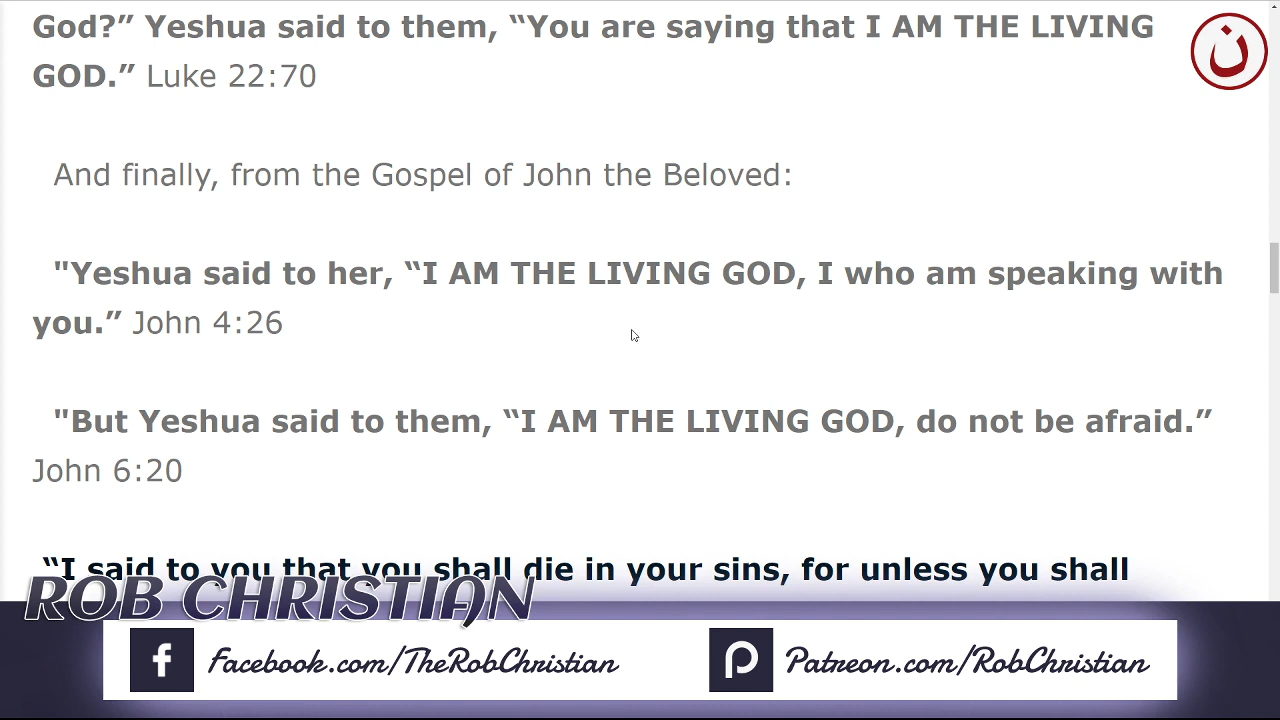 God?” Yeshua said to them, “You are saying that I AM THE LIVING
GOD.” Luke 22:70
ن
And finally, from the Gospel of John the Beloved:
"Yeshua said to her, “I AM THE LIVING GOD, I who am speaking with
you.” John 4:26
"But Yeshua said to them, “I AM THE LIVING GOD, do not be afraid.”
John 6:20
“I said to you that you shall die in your sins, for unless you shall
ROB CHRISTIAN
Facebook.com/TheRobChristian
Patreon.com/RobChristian